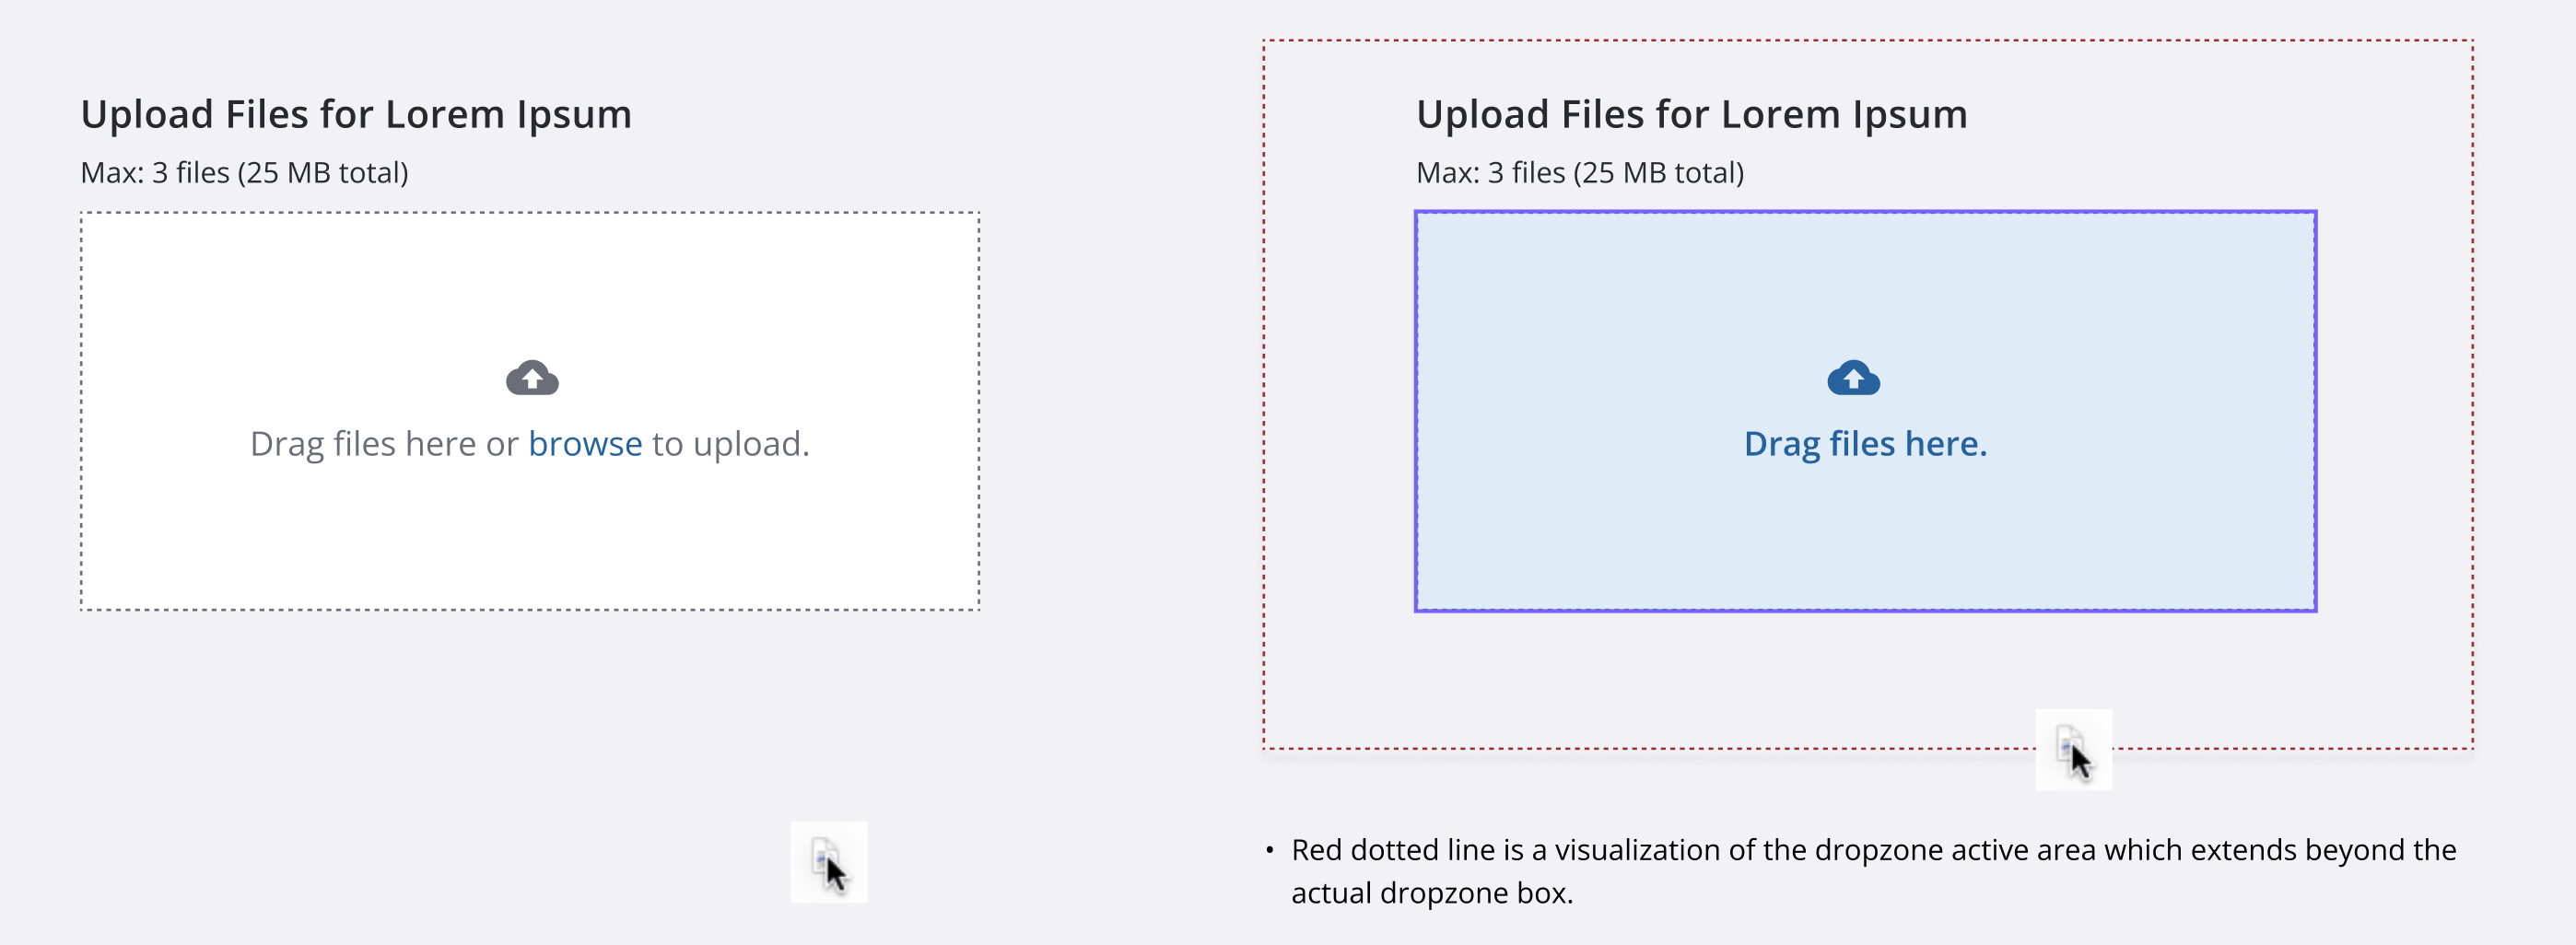 Upload Files for Lorem Ipsum
Max: 3 files (25 MB total)
Drag files here or browse to upload.
Upload Files for Lorem Ipsum
Max: 3 files (25 MB total)
Drag files here.
• Red dotted line is a visualization of the dropzone active area which extends beyond the
actual dropzone box.